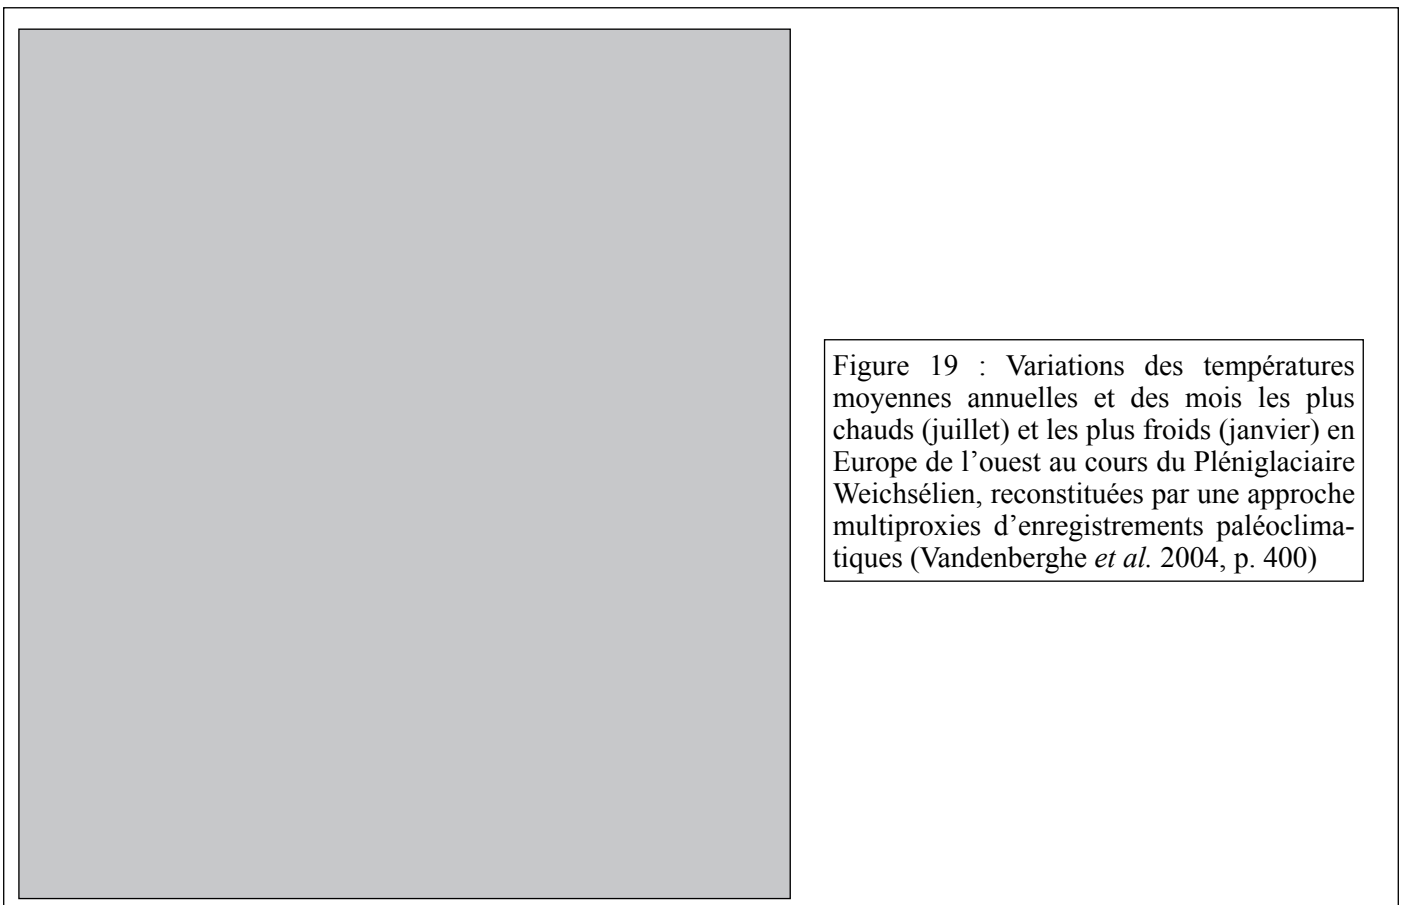 Figure 19 : Variations des températures
moyennes annuelles et des mois les plus
chauds (juillet) et les plus froids (janvier) en
Europe de l’ouest au cours du Pléniglaciaire
Weichsélien, reconstituées par une approche
multiproxies d’enregistrements paléoclima-
tiques (Vandenberghe et al. 2004, p. 400)